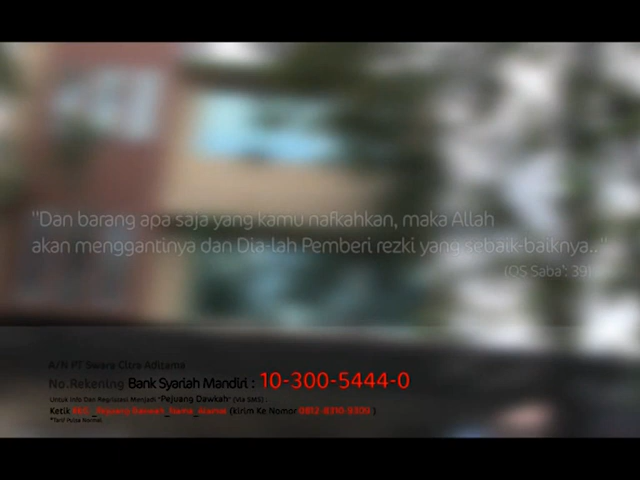 "Dan barang apa saja yang kamu nafkahkan, maka Allah
akan menggantinya dan Dia-lah Pemberi rezki yang sebaik-baiknya..."
(QS Saba': 39)
A/N PT Swara Citra Adizama
No.Rekening Bank Syariah Mandiri : 10-300-5444-0
Untuk Info Dan Registrasi Menjadi "Pejuang Dawkah" (Via SMS) :
Ketik (kirim Ke Nomor 0812-8310-9309 )
*Tarif Pulsa Normal